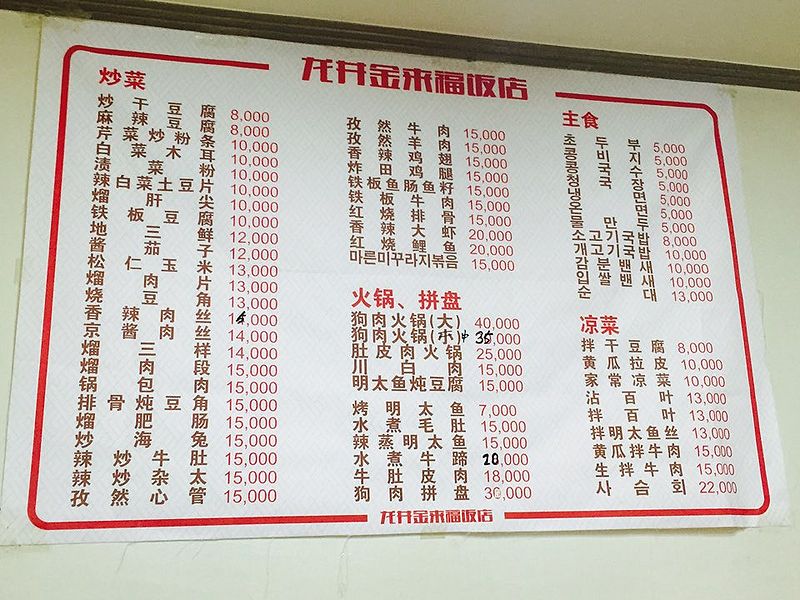 龙井金来福饭店
炒菜
炒干豆腐 8,000
麻辣豆腐 8,000
芹菜炒粉条 10,000
白菜木耳 10,000
渍菜粉 10,000
辣白菜土豆片 10,000
熘肝尖 10,000
铁板豆腐 10,000
地三鲜 12,000
酱茄子 12,000
松仁玉米 13,000
熘肉片 13,000
烧豆角 13,000
香辣肉丝
京酱肉丝 14,000
熘三样 14,000
熘肉段 15,000
锅包肉 15,000
排骨炖豆角 15,000
熘肥肠 15,000
炒海兔 15,000
辣炒牛肚 15,000
辣炒牛杂太 15,000
孜然心管 15,000
孜然牛肉 15,000
孜然羊肉 15,000
香辣鸡翅 15,000
炸田鸡腿 15,000
铁板鱼肠鱼籽 15,000
铁板牛肉 15,000
红烧排骨 15,000
香辣大虾 20,000
红烧鲤鱼 20,000
마른미꾸라지볶음 15,000
火锅、拼盘
狗肉火锅(大) 40,000
狗肉火锅(小)中 35,000
肚皮肉火锅 25,000
川白肉 15,000
明太鱼炖豆腐 15,000
烤明太鱼 7,000
水煮毛肚 15,000
辣蒸明太鱼 15,000
水煮牛蹄 20,000
牛肚皮肉 18,000
狗肉拼盘 30,000
主食
초두부 5,000
콩비지 5,000
콩국수 5,000
청국장 5,000
냉면 5,000
온면 5,000
물만두 8,000
소고기국밥 10,000
개고기국밥 10,000
감분밴새 10,000
입쌀밴새 10,000
순대 13,000
凉菜
拌干豆腐 8,000
黄瓜拉皮 10,000
家常凉菜 10,000
沾百叶 13,000
拌百叶 13,000
拌明太鱼丝 13,000
黄瓜拌牛肉 15,000
生拌牛肉 15,000
사슴회 22,000
龙井金来福饭店